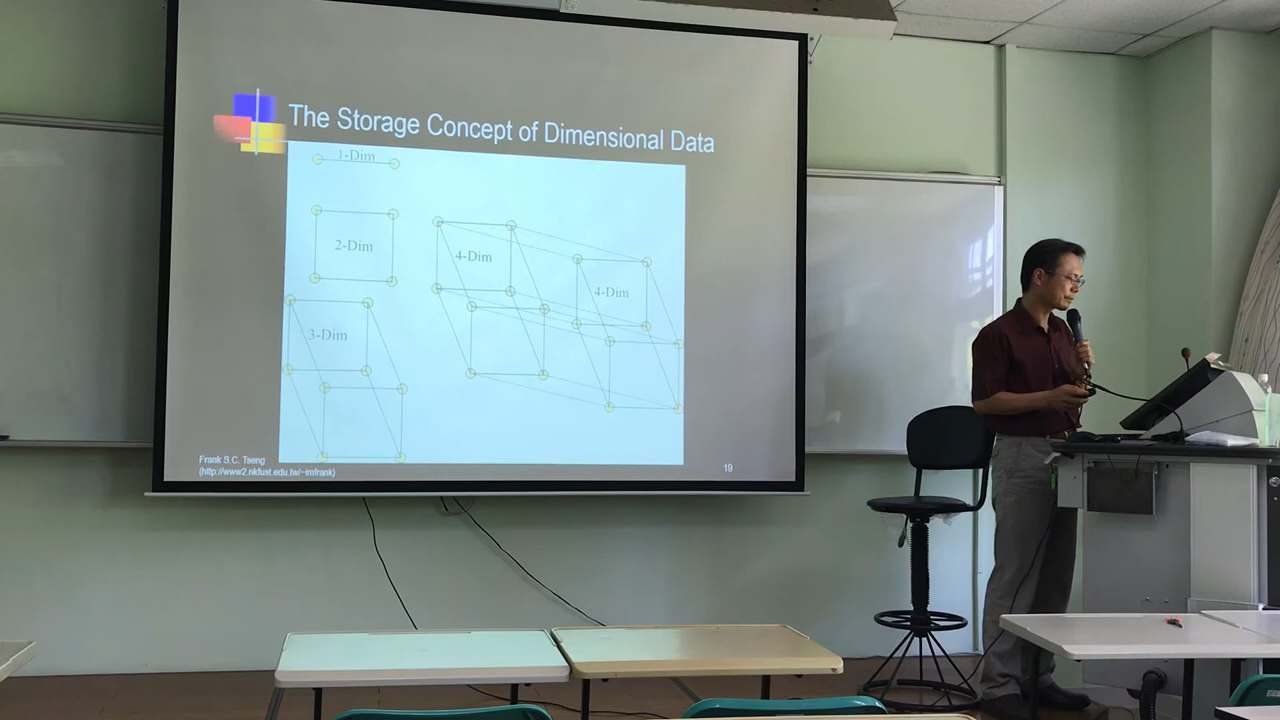 The Storage Concept of Dimensional Data
1-Dim
2-Dim
4-Dim
4-Dim
3-Dim
Frank S.C. Tseng
(http://www2.nkfust.edu.tw/~imfrank)
19